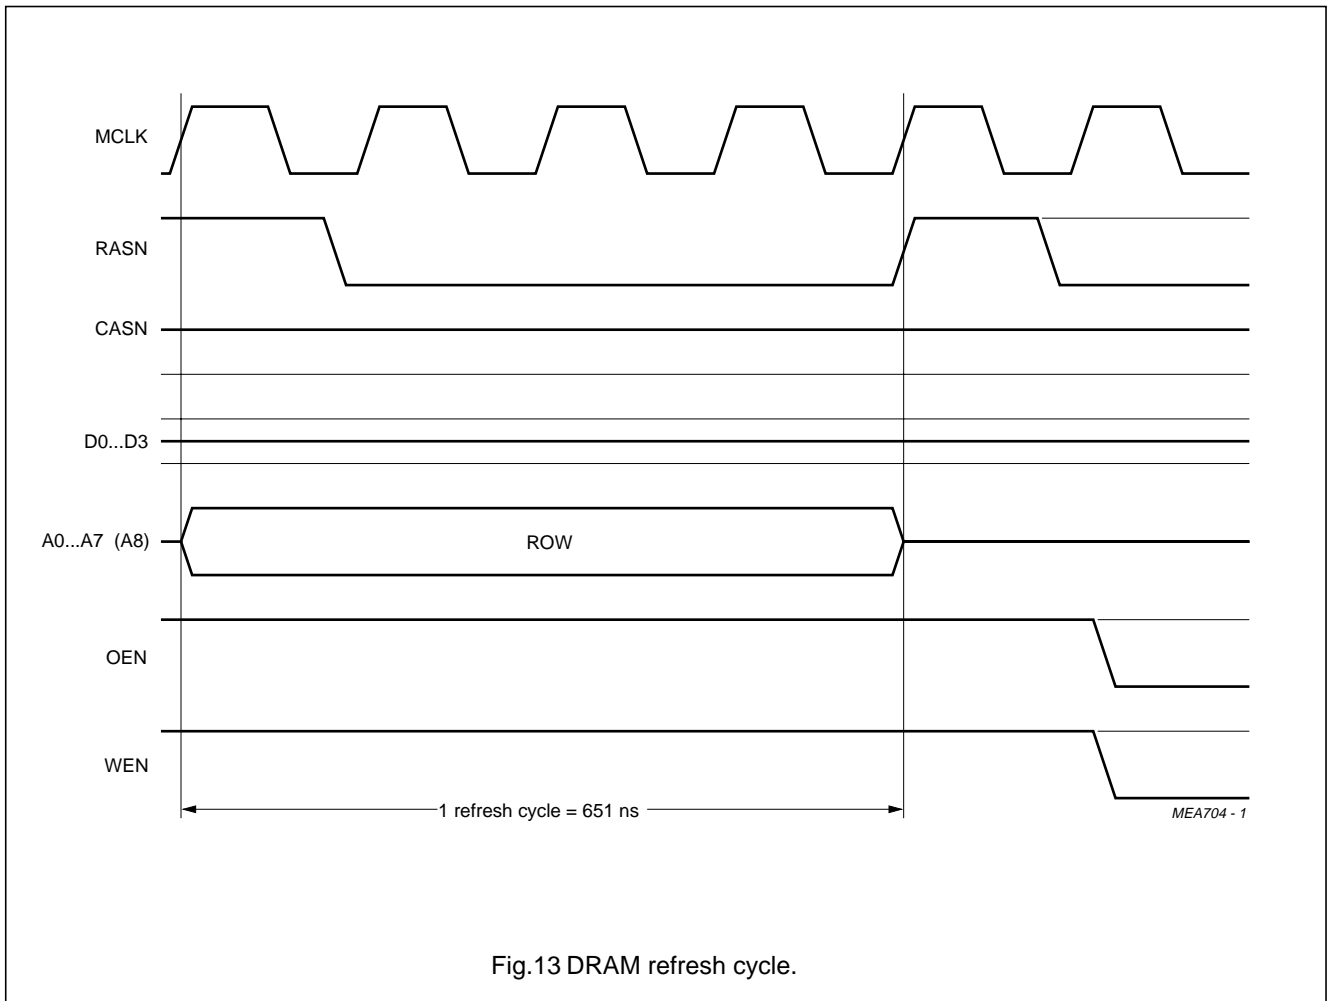 MCLK
RASN
CASN
D0...D3
A0...A7 (A8)
ROW
OEN
WEN
1 refresh cycle = 651 ns
MEA704 - 1
Fig.13 DRAM refresh cycle.